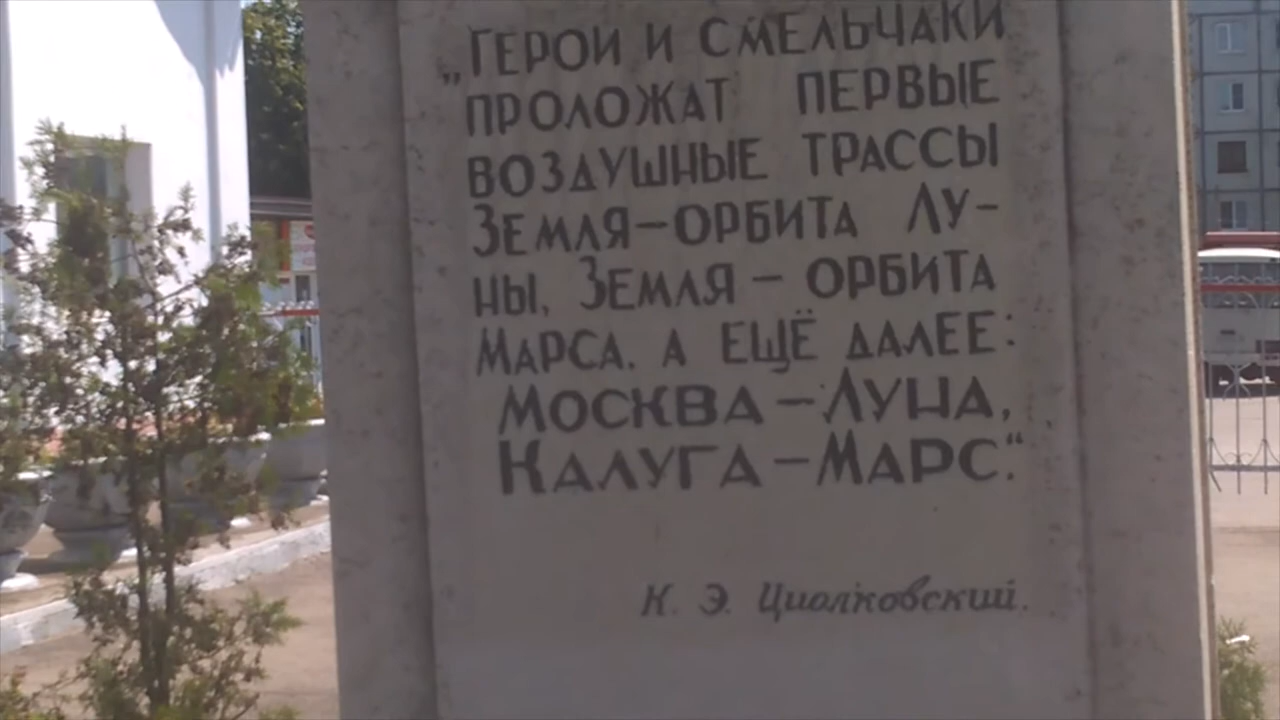 „Герои и смельчаки
проложат первые
воздушные трассы
Земля–орбита Лу–
ны, Земля – орбита
Марса, а ещё далее:
Москва – Луна,
Калуга – Марс."
К. Э. Циолковский.